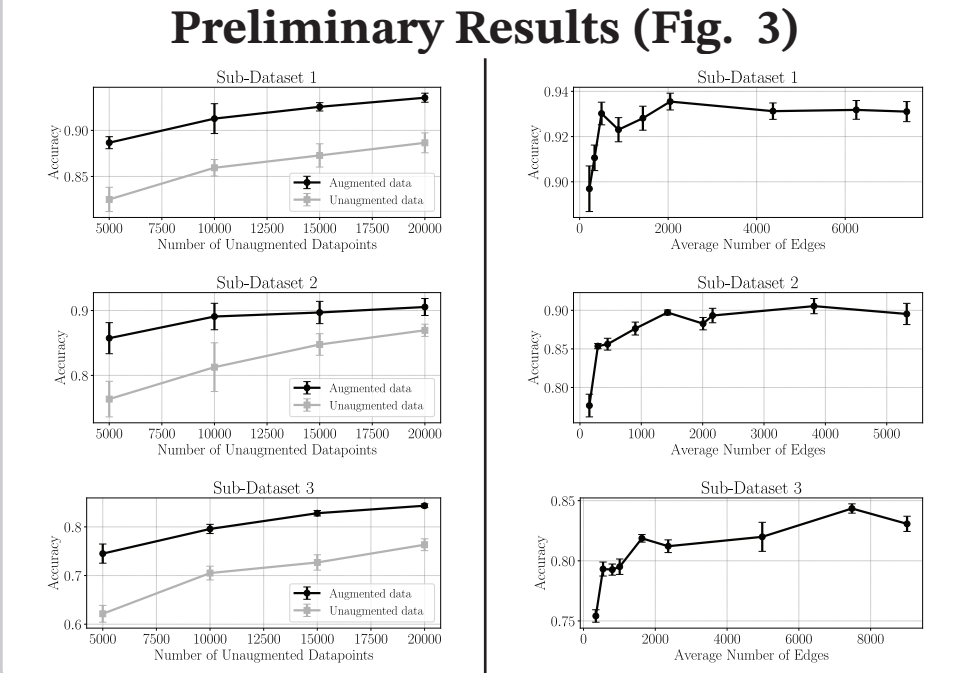 Preliminary Results (Fig. 3)
Sub-Dataset 1
Accuracy
0.90
0.85
Augmented data
Unaugmented data
5000 7500 10000 12500 15000 17500 20000
Number of Unaugmented Datapoints
Sub-Dataset 2
Accuracy
0.9
0.8
Augmented data
Unaugmented data
5000 7500 10000 12500 15000 17500 20000
Number of Unaugmented Datapoints
Sub-Dataset 3
Accuracy
0.8
0.7
0.6
Augmented data
Unaugmented data
5000 7500 10000 12500 15000 17500 20000
Number of Unaugmented Datapoints
Sub-Dataset 1
Accuracy
0.94
0.92
0.90
0 2000 4000 6000
Average Number of Edges
Sub-Dataset 2
Accuracy
0.90
0.85
0.80
0 1000 2000 3000 4000 5000
Average Number of Edges
Sub-Dataset 3
Accuracy
0.85
0.80
0.75
0 2000 4000 6000 8000
Average Number of Edges